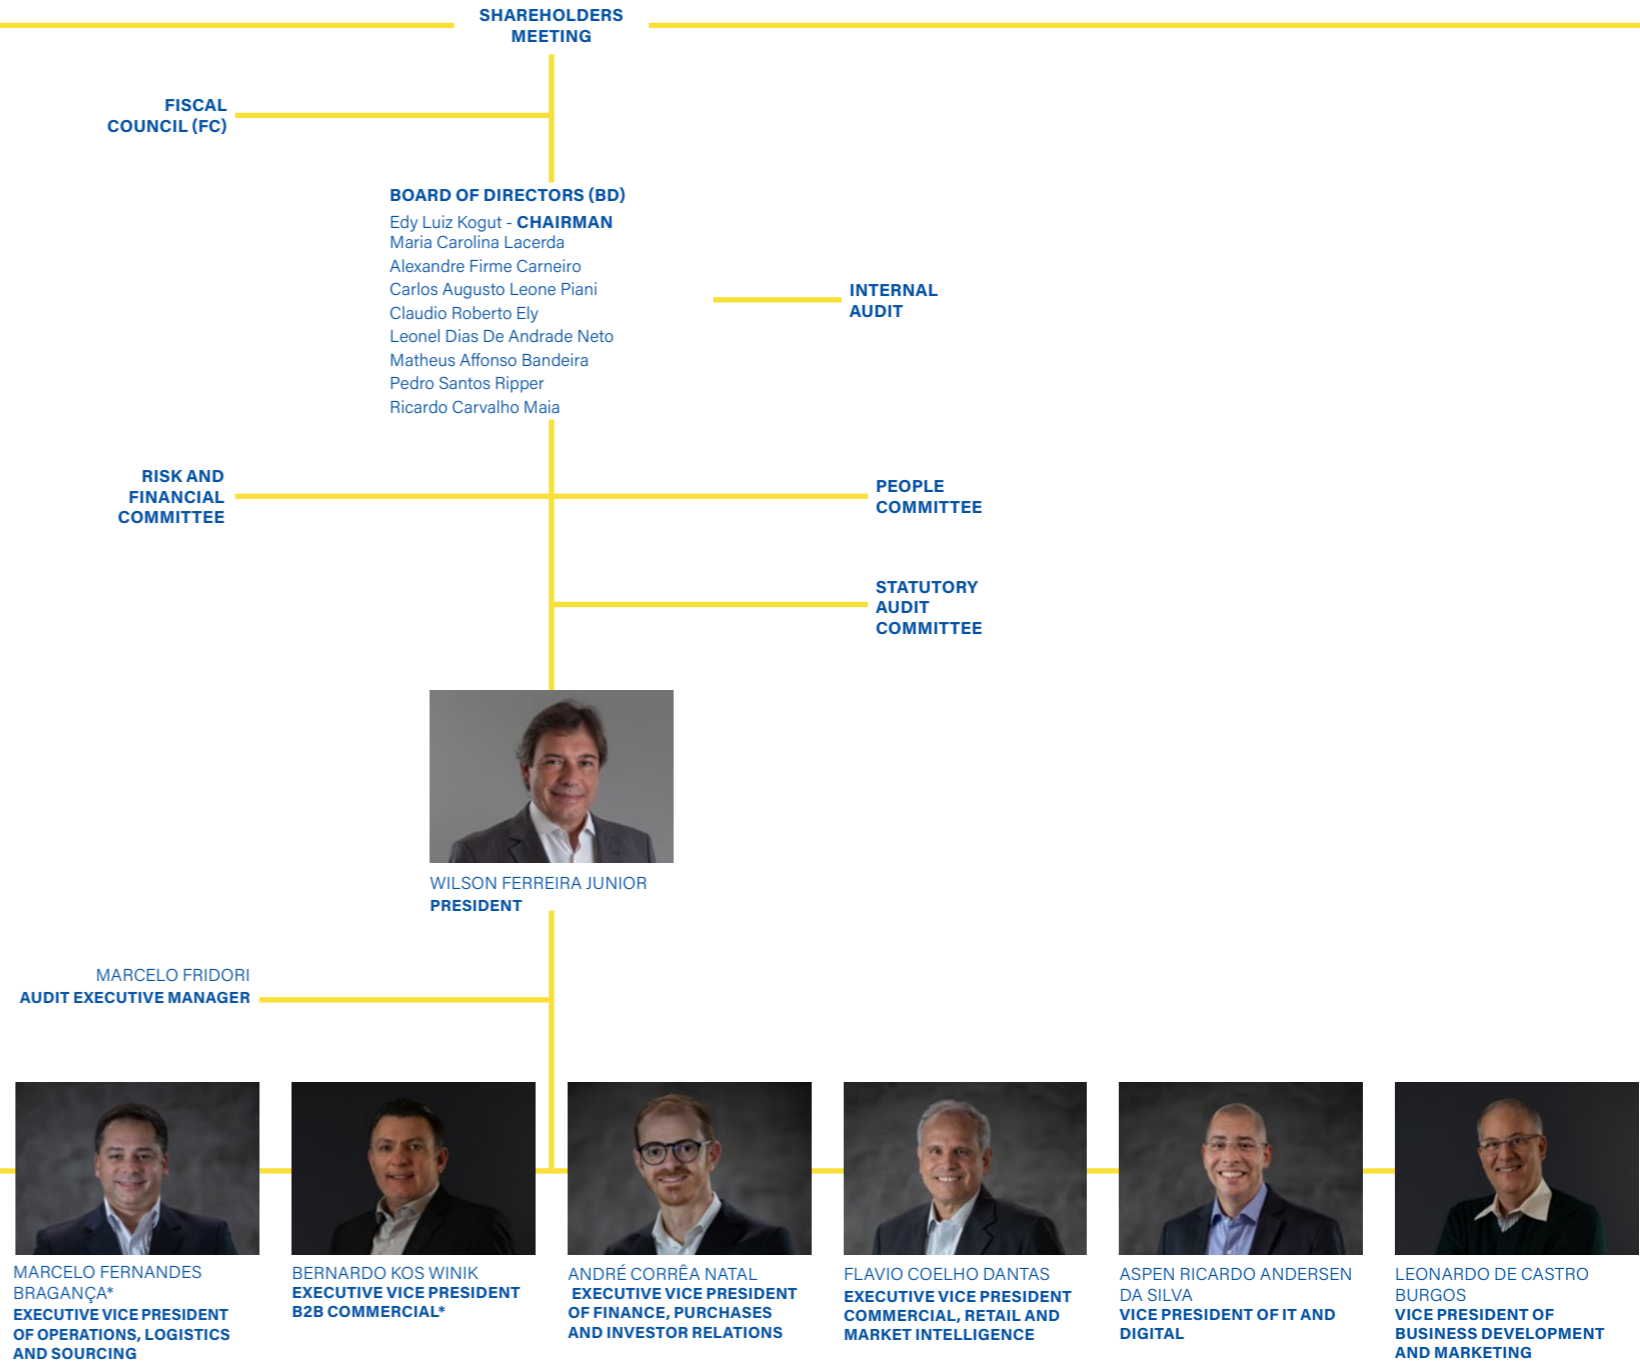 SHAREHOLDERS
MEETING
FISCAL
COUNCIL (FC)
BOARD OF DIRECTORS (BD)
Edy Luiz Kogut - CHAIRMAN
Maria Carolina Lacerda
Alexandre Firme Carneiro
Carlos Augusto Leone Piani
Claudio Roberto Ely
Leonel Dias De Andrade Neto
Matheus Affonso Bandeira
Pedro Santos Ripper
Ricardo Carvalho Maia
INTERNAL
AUDIT
RISK AND
FINANCIAL
COMMITTEE
PEOPLE
COMMITTEE
STATUTORY
AUDIT
COMMITTEE
WILSON FERREIRA JUNIOR
PRESIDENT
MARCELO FRIDORI
AUDIT EXECUTIVE MANAGER
MARCELO FERNANDES
BRAGANÇA*
EXECUTIVE VICE PRESIDENT
OF OPERATIONS, LOGISTICS
AND SOURCING
BERNARDO KOS WINIK
EXECUTIVE VICE PRESIDENT
B2B COMMERCIAL*
ANDRÉ CORRÊA NATAL
EXECUTIVE VICE PRESIDENT
OF FINANCE, PURCHASES
AND INVESTOR RELATIONS
FLAVIO COELHO DANTAS
EXECUTIVE VICE PRESIDENT
COMMERCIAL, RETAIL AND
MARKET INTELLIGENCE
ASPEN RICARDO ANDERSEN
DA SILVA
VICE PRESIDENT OF IT AND
DIGITAL
LEONARDO DE CASTRO
BURGOS
VICE PRESIDENT OF
BUSINESS DEVELOPMENT
AND MARKETING